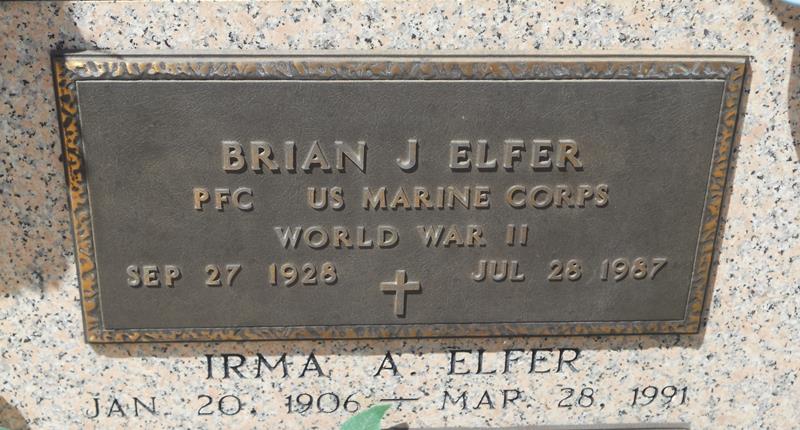 BRIAN J ELFER
PFC US MARINE CORPS
WORLD WAR II
SEP 27 1928 JUL 28 1987
IRMA A. ELFER
JAN. 20, 1906 — MAR. 28, 1991